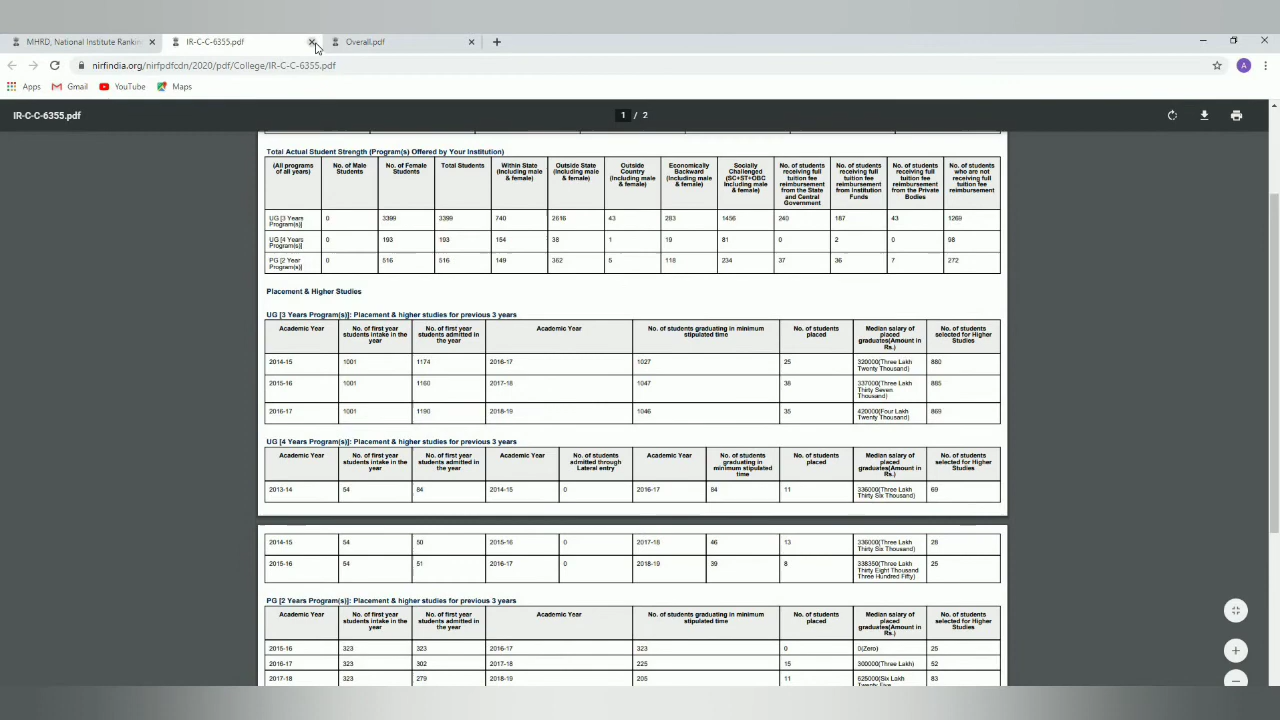 MHRD, National Institute Rankin
IR-C-C-6355.pdf
Overall.pdf
nirfindia.org/nirfpdfcdn/2020/pdf/College/IR-C-C-6355.pdf
A
Apps
Gmail
YouTube
Maps
IR-C-C-6355.pdf
1 / 2
Total Actual Student Strength (Program(s) Offered by Your Institution)
(All programs of all years) No. of Male Students No. of Female Students Total Students Within State (Including male & female) Outside State (Including male & female) Outside Country (Including male & female) Economically Backward (Including male & female) Socially Challenged (SC+ST+OBC Including male & female) No. of students receiving full tuition fee reimbursement from the State and Central Government No. of students receiving full tuition fee reimbursement from Institution Funds No. of students receiving full tuition fee reimbursement from the Private Bodies No. of students who are not receiving full tuition fee reimbursement
UG [3 Years Program(s)] 0 3399 3399 740 2616 43 283 1456 240 187 43 1269
UG [4 Years Program(s)] 0 193 193 154 38 1 19 81 0 2 0 98
PG [2 Year Program(s)] 0 516 516 149 362 5 118 234 37 36 7 272
Placement & Higher Studies
UG [3 Years Program(s)]: Placement & higher studies for previous 3 years
Academic Year No. of first year students intake in the year No. of first year students admitted in the year Academic Year No. of students graduating in minimum stipulated time No. of students placed Median salary of placed graduates(Amount in Rs.) No. of students selected for Higher Studies
2014-15 1001 1174 2016-17 1027 25 320000(Three Lakh Twenty Thousand) 860
2015-16 1001 1160 2017-18 1047 38 337000(Three Lakh Thirty Seven Thousand) 885
2016-17 1001 1190 2018-19 1046 35 420000(Four Lakh Twenty Thousand) 869
UG [4 Years Program(s)]: Placement & higher studies for previous 3 years
Academic Year No. of first year students intake in the year No. of first year students admitted in the year Academic Year No. of students admitted through Lateral entry Academic Year No. of students graduating in minimum stipulated time No. of students placed Median salary of placed graduates(Amount in Rs.) No. of students selected for Higher Studies
2013-14 54 84 2014-15 0 2016-17 84 11 336000(Three Lakh Thirty Six Thousand) 69
2014-15 54 50 2015-16 0 2017-18 46 13 336000(Three Lakh Thirty Six Thousand) 28
2015-16 54 51 2016-17 0 2018-19 39 8 338350(Three Lakh Thirty Eight Thousand Three Hundred Fifty) 25
PG [2 Years Program(s)]: Placement & higher studies for previous 3 years
Academic Year No. of first year students intake in the year No. of first year students admitted in the year Academic Year No. of students graduating in minimum stipulated time No. of students placed Median salary of placed graduates(Amount in Rs.) No. of students selected for Higher Studies
2015-16 323 323 2016-17 323 0 0(Zero) 25
2016-17 323 302 2017-18 225 15 300000(Three Lakh) 52
2017-18 323 279 2018-19 205 11 625000(Six Lakh Twenty Five 83